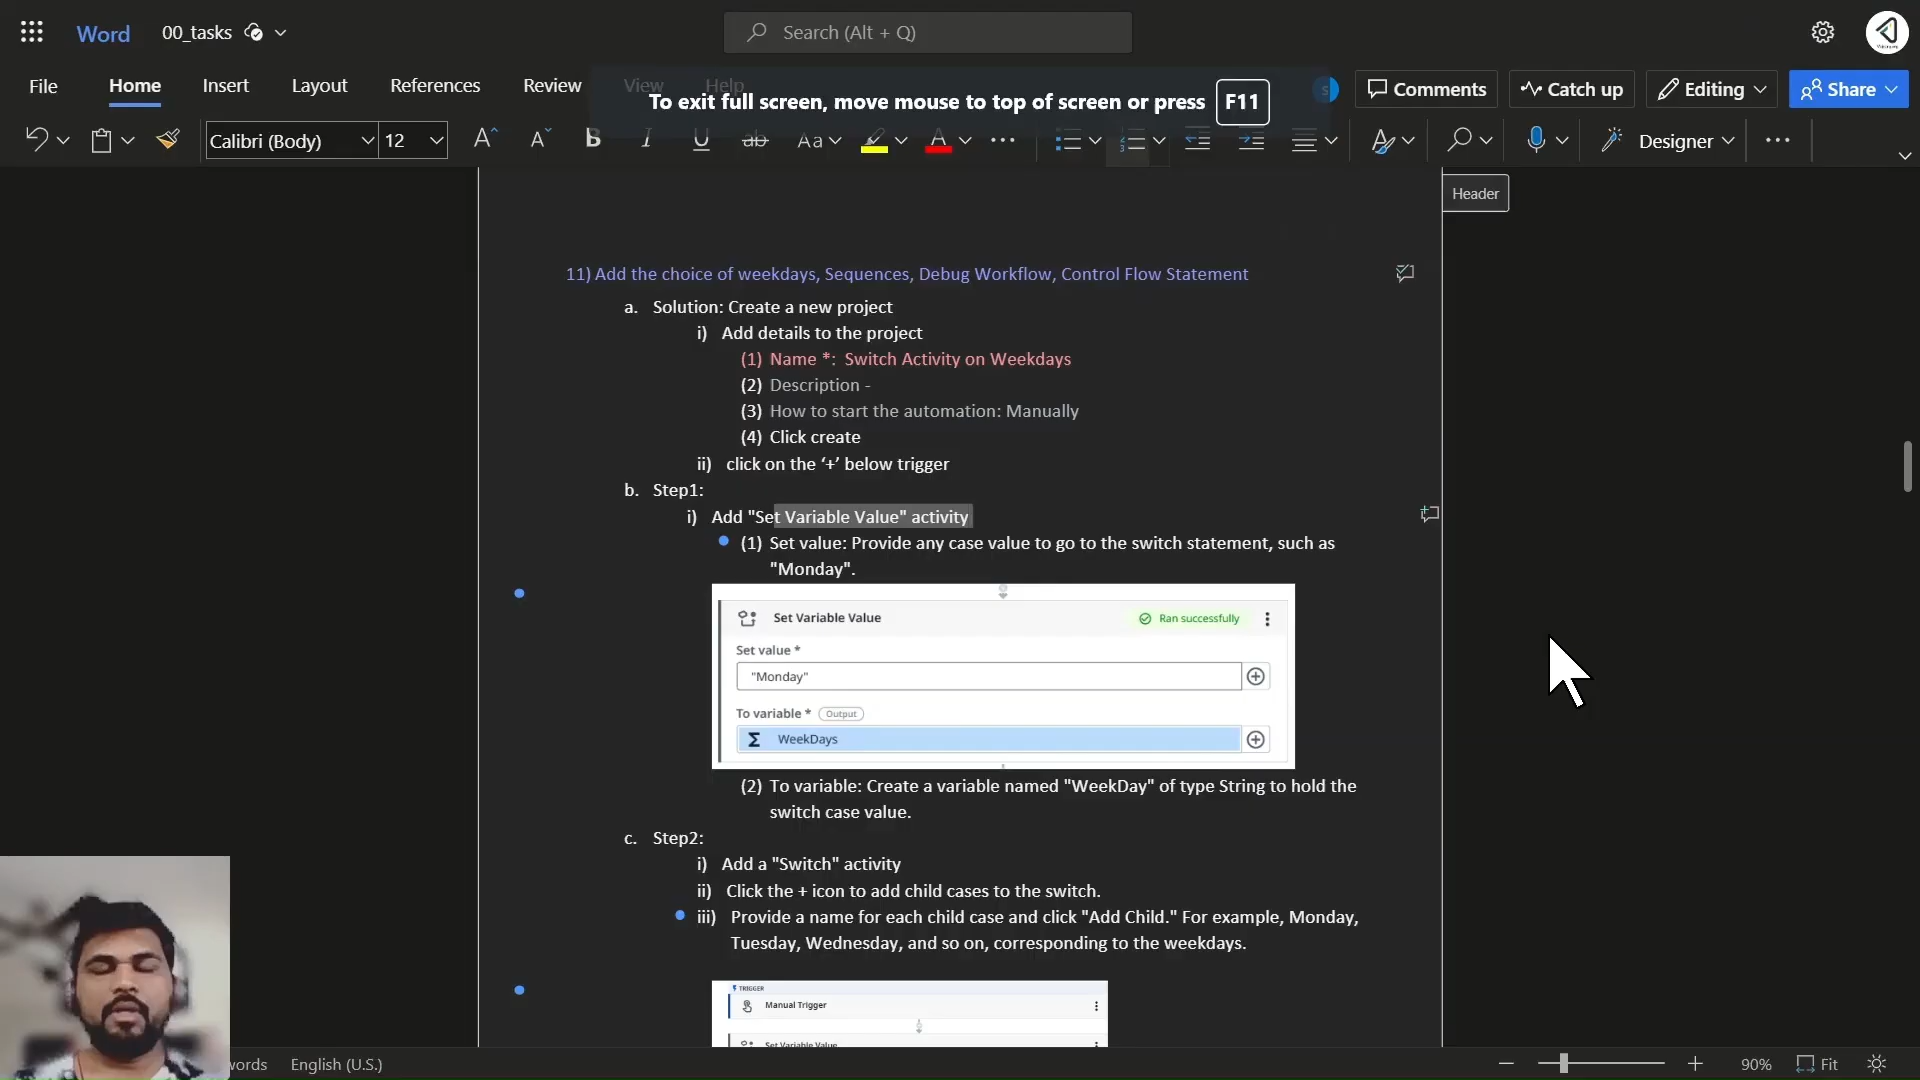 Word
00_tasks
Search (Alt + Q)
File
Home
Insert
Layout
References
Review
View
Help
To exit full screen, move mouse to top of screen or press F11
Comments
Catch up
Editing
Share
Calibri (Body)
12
Aa
Designer
Header
11) Add the choice of weekdays, Sequences, Debug Workflow, Control Flow Statement
a. Solution: Create a new project
i) Add details to the project
(1) Name *: Switch Activity on Weekdays
(2) Description -
(3) How to start the automation: Manually
(4) Click create
ii) click on the ‘+’ below trigger
b. Step1:
i) Add "Set Variable Value" activity
(1) Set value: Provide any case value to go to the switch statement, such as
"Monday".
Set Variable Value
Ran successfully
Set value *
"Monday"
To variable * Output
WeekDays
(2) To variable: Create a variable named "WeekDay" of type String to hold the
switch case value.
c. Step2:
i) Add a "Switch" activity
ii) Click the + icon to add child cases to the switch.
iii) Provide a name for each child case and click "Add Child." For example, Monday,
Tuesday, Wednesday, and so on, corresponding to the weekdays.
TRIGGER
Manual Trigger
Set Variable Value
words
English (U.S.)
90%
Fit